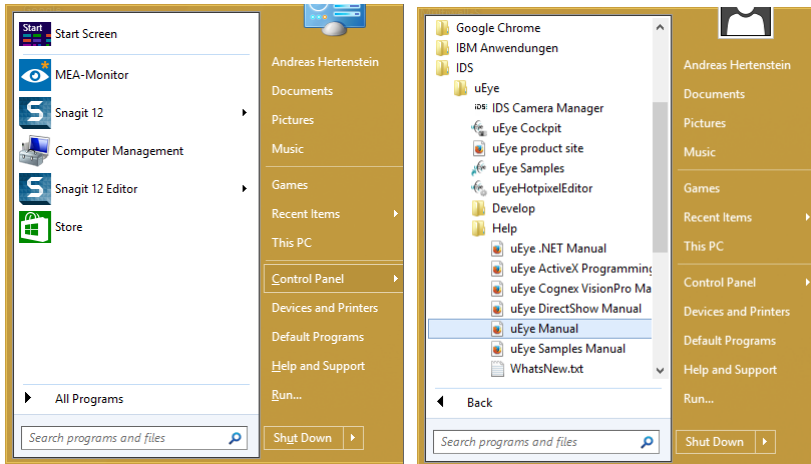 Start
Start Screen
MEA-Monitor
Snagit 12
Computer Management
Snagit 12 Editor
Store
All Programs
Search programs and files
Andreas Hertenstein
Documents
Pictures
Music
Games
Recent Items
This PC
Control Panel
Devices and Printers
Default Programs
Help and Support
Run...
Shut Down
Google Chrome
IBM Anwendungen
IDS
uEye
IDS: IDS Camera Manager
uEye Cockpit
uEye product site
uEye Samples
uEyeHotpixelEditor
Develop
Help
uEye .NET Manual
uEye ActiveX Programming
uEye Cognex VisionPro Ma
uEye DirectShow Manual
uEye Manual
uEye Samples Manual
WhatsNew.txt
Back
Search programs and files
Andreas Hertenstein
Documents
Pictures
Music
Games
Recent Items
This PC
Control Panel
Devices and Printers
Default Programs
Help and Support
Run...
Shut Down